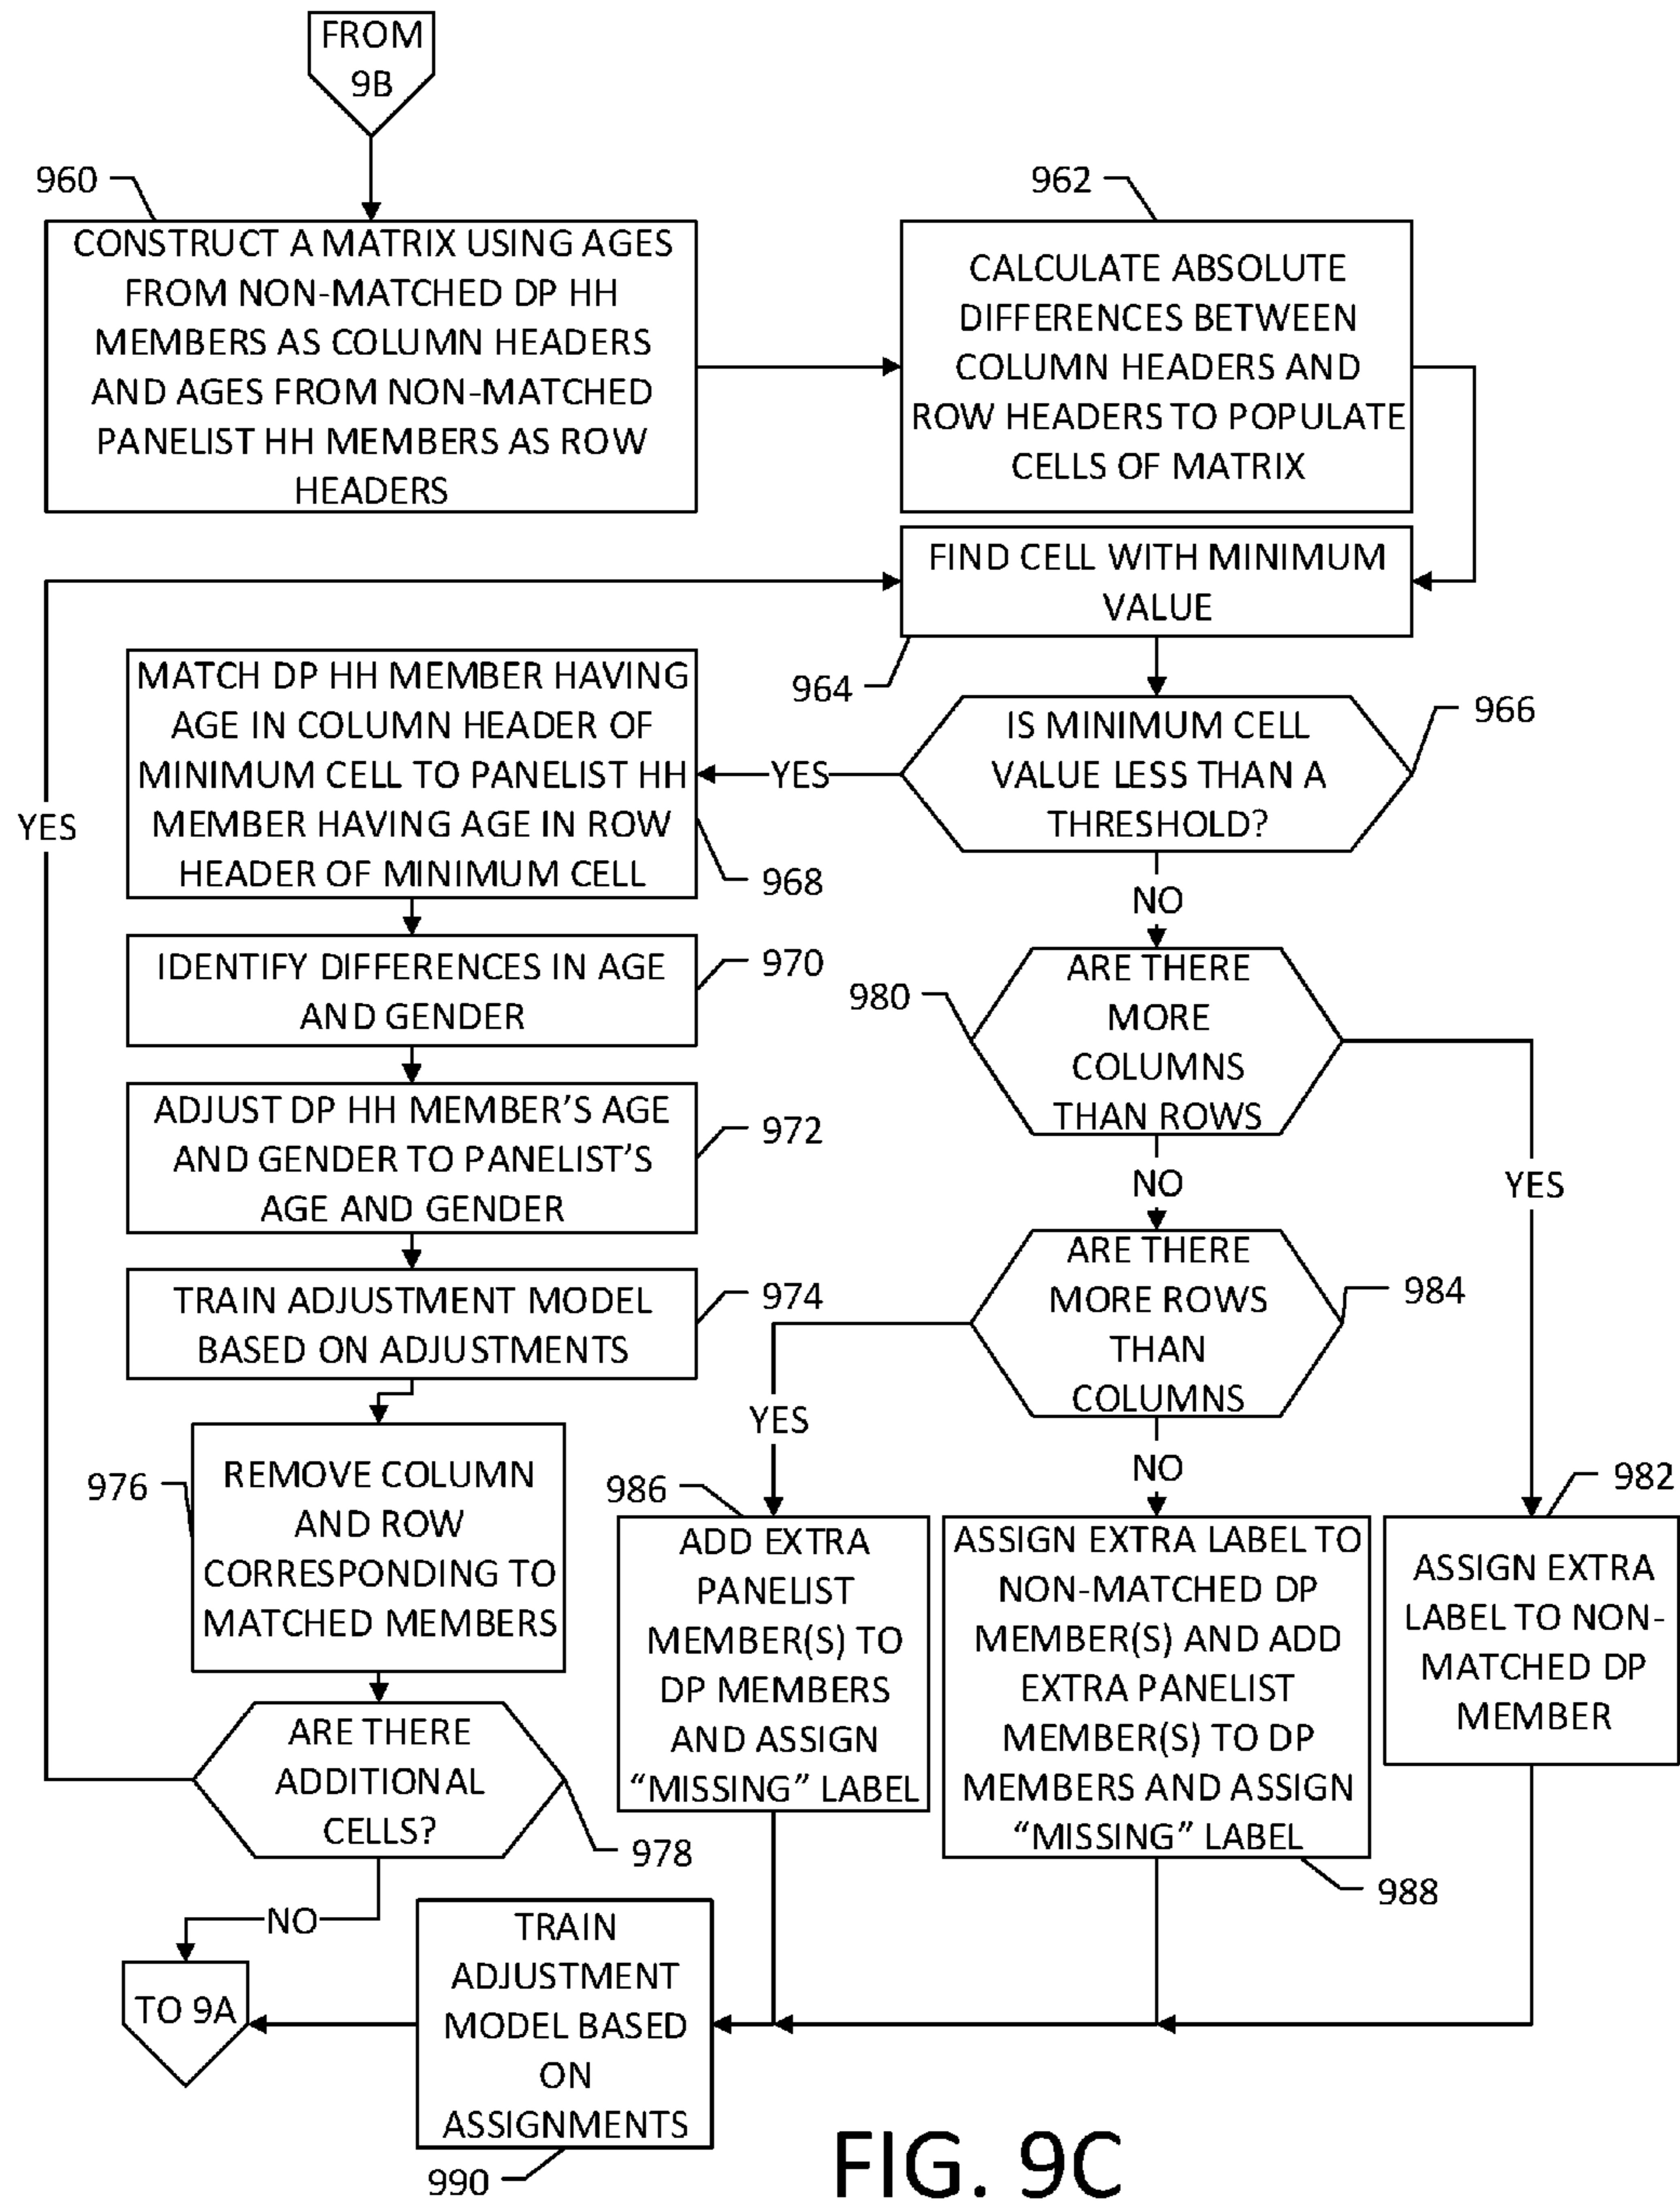 FROM
9B
960
CONSTRUCT A MATRIX USING AGES
FROM NON-MATCHED DP HH
MEMBERS AS COLUMN HEADERS
AND AGES FROM NON-MATCHED
PANELIST HH MEMBERS AS ROW
HEADERS
962
CALCULATE ABSOLUTE
DIFFERENCES BETWEEN
COLUMN HEADERS AND
ROW HEADERS TO POPULATE
CELLS OF MATRIX
FIND CELL WITH MINIMUM
VALUE
964
IS MINIMUM CELL
VALUE LESS THAN A
THRESHOLD?
966
YES
MATCH DP HH MEMBER HAVING
AGE IN COLUMN HEADER OF
MINIMUM CELL TO PANELIST HH
MEMBER HAVING AGE IN ROW
HEADER OF MINIMUM CELL
968
IDENTIFY DIFFERENCES IN AGE
AND GENDER
970
ADJUST DP HH MEMBER’S AGE
AND GENDER TO PANELIST’S
AGE AND GENDER
972
TRAIN ADJUSTMENT MODEL
BASED ON ADJUSTMENTS
974
REMOVE COLUMN
AND ROW
CORRESPONDING TO
MATCHED MEMBERS
976
ARE THERE
ADDITIONAL
CELLS?
978
YES
NO
NO
ARE THERE
MORE
COLUMNS
THAN ROWS
980
YES
NO
ARE THERE
MORE ROWS
THAN
COLUMNS
984
YES
NO
986
ADD EXTRA
PANELIST
MEMBER(S) TO
DP MEMBERS
AND ASSIGN
“MISSING” LABEL
ASSIGN EXTRA LABEL TO
NON-MATCHED DP
MEMBER(S) AND ADD
EXTRA PANELIST
MEMBER(S) TO DP
MEMBERS AND ASSIGN
“MISSING” LABEL
988
982
ASSIGN EXTRA
LABEL TO NON-
MATCHED DP
MEMBER
TRAIN
ADJUSTMENT
MODEL BASED
ON
ASSIGNMENTS
990
TO 9A
FIG. 9C